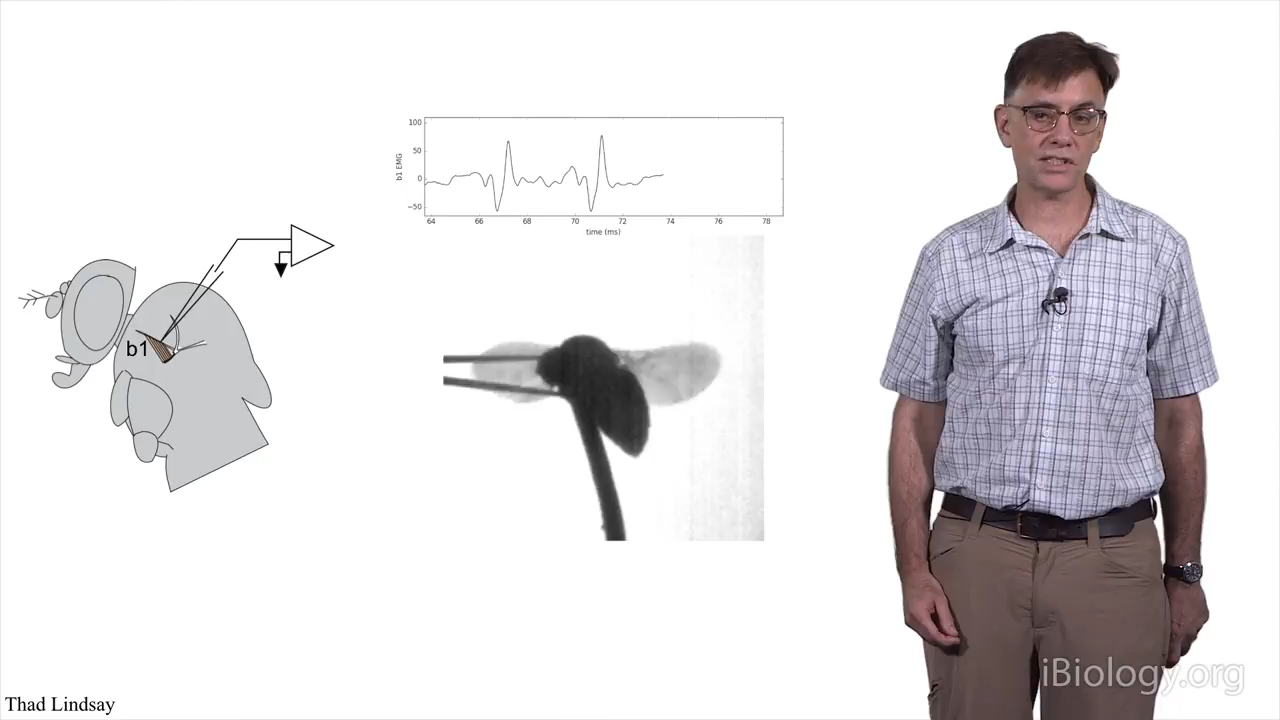 100
50
0
−50
b1 EMG
64 66 68 70 72 74 76 78
time (ms)
b1
iBiology.org
Thad Lindsay